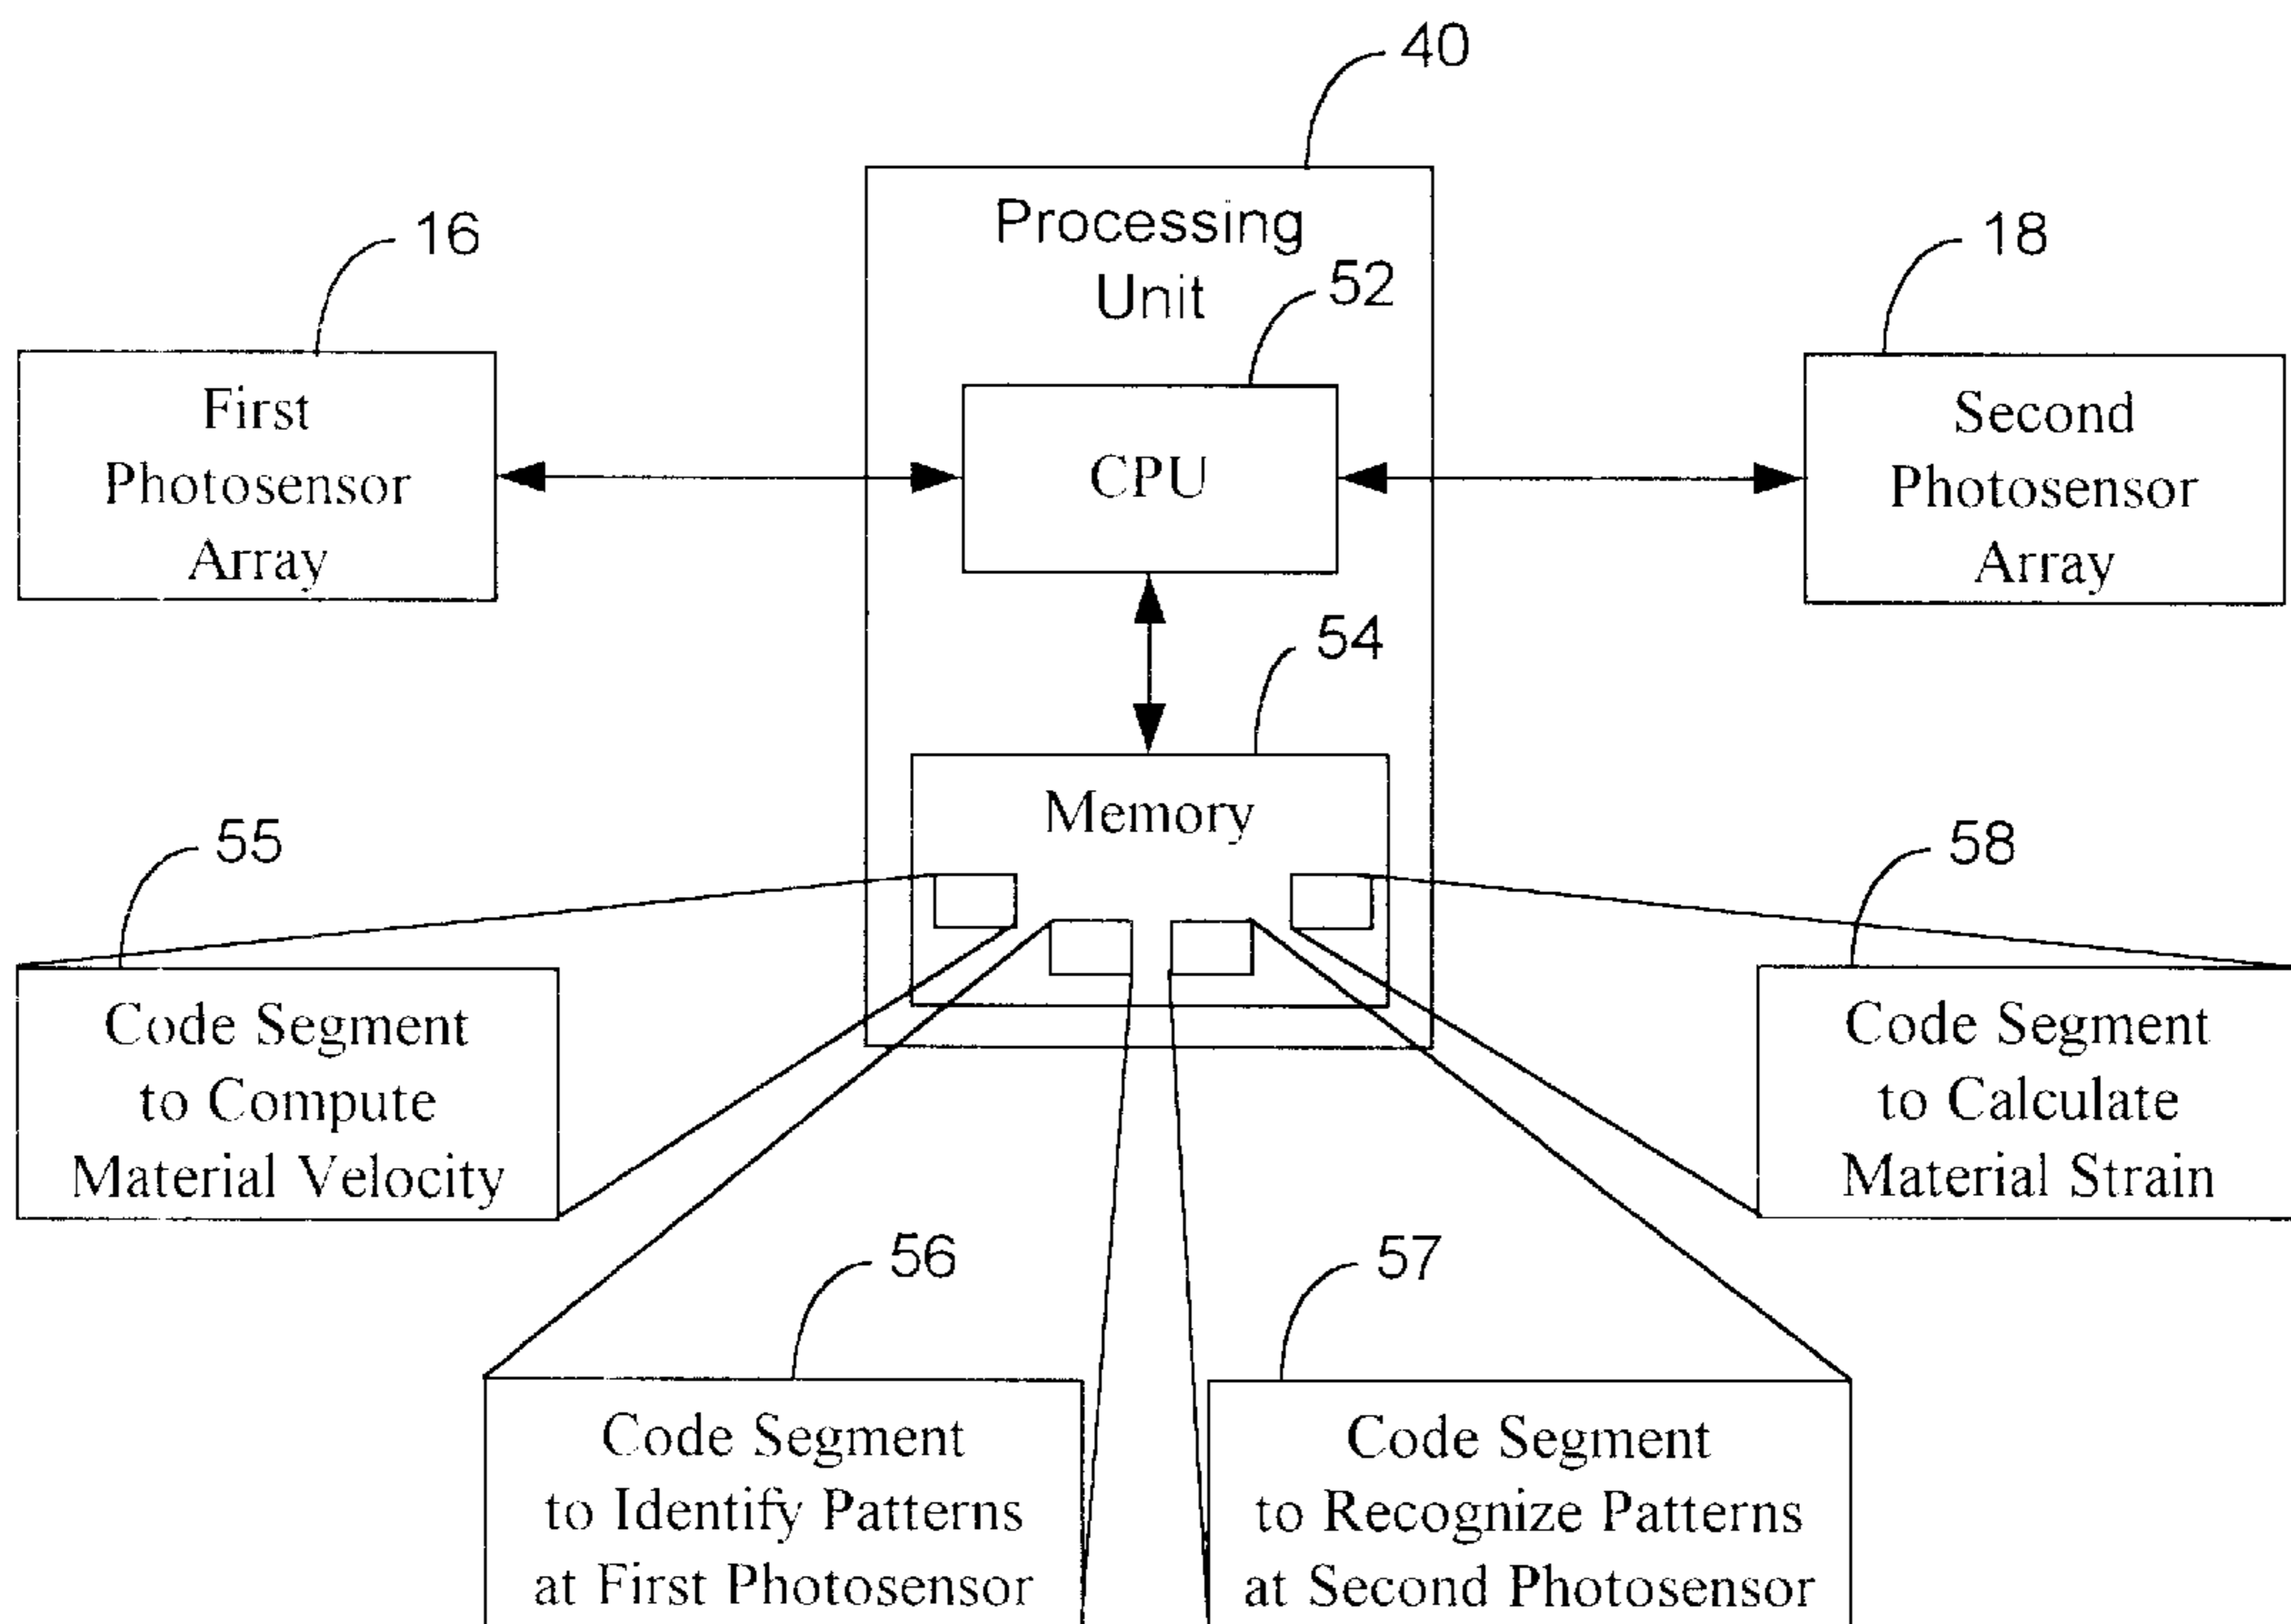 40
Processing
Unit
16
52
18
First
Photosensor
Array
CPU
Second
Photosensor
Array
54
Memory
55
58
Code Segment
to Compute
Material Velocity
Code Segment
to Calculate
Material Strain
56
57
Code Segment
to Identify Patterns
at First Photosensor
Code Segment
to Recognize Patterns
at Second Photosensor